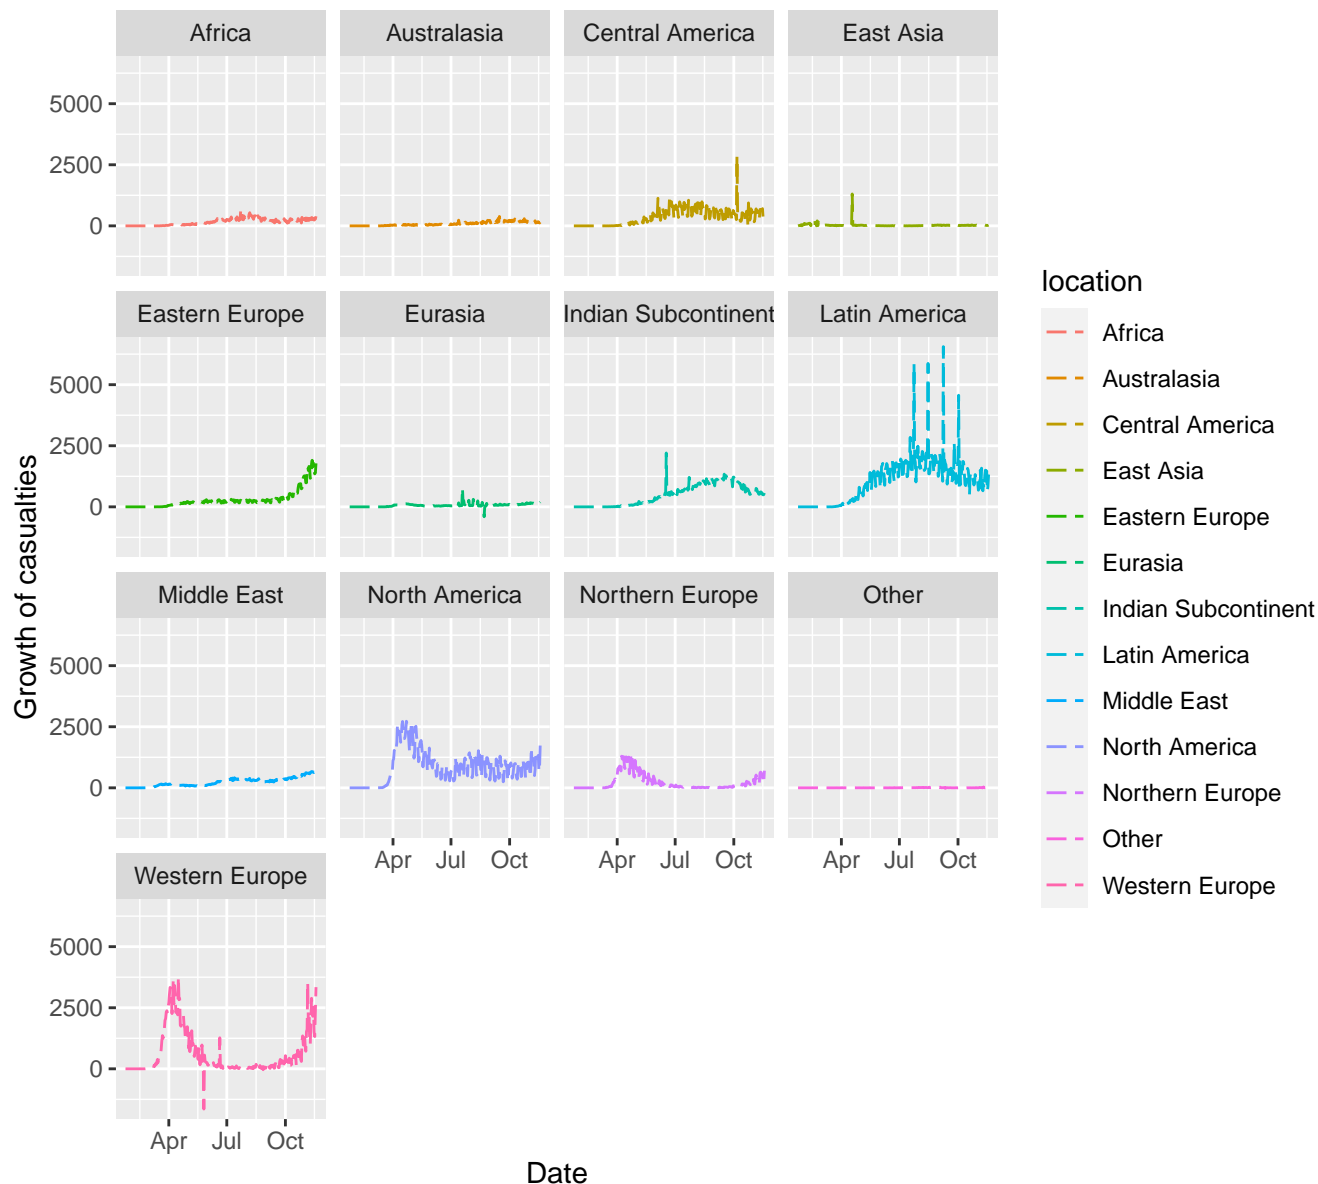 Africa
Australasia
Central America
East Asia
5000
2500
0
Eastern Europe
Eurasia
Indian Subcontinent
Latin America
5000
2500
0
Middle East
North America
Northern Europe
Other
5000
2500
0
Apr Jul Oct
Apr Jul Oct
Apr Jul Oct
Western Europe
5000
2500
0
Apr Jul Oct
Growth of casualties
Date
location
Africa
Australasia
Central America
East Asia
Eastern Europe
Eurasia
Indian Subcontinent
Latin America
Middle East
North America
Northern Europe
Other
Western Europe